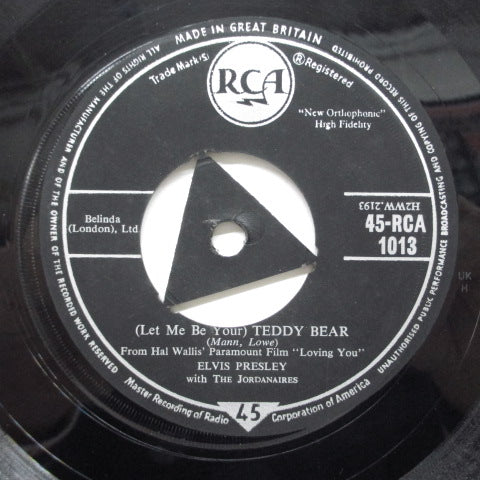 MADE IN GREAT BRITAIN
ALL RIGHTS OF THE MANUFACTURER AND OF THE OWNER OF THE RECORDED WORK RESERVED
UNAUTHORISED PUBLIC PERFORMANCE BROADCASTING AND COPYING OF THIS RECORD PROHIBITED
Trade Mark(s)
RCA
®Registered
"New Orthophonic"
High Fidelity
Belinda
(London), Ltd
H2WW.2193
45-RCA
1013
(Let Me Be Your) TEDDY BEAR
(Mann, Lowe)
From Hal Wallis' Paramount Film "Loving You"
ELVIS PRESLEY
with THE JORDANAIRES
Master Recording of Radio Corporation of America
45
UK
H